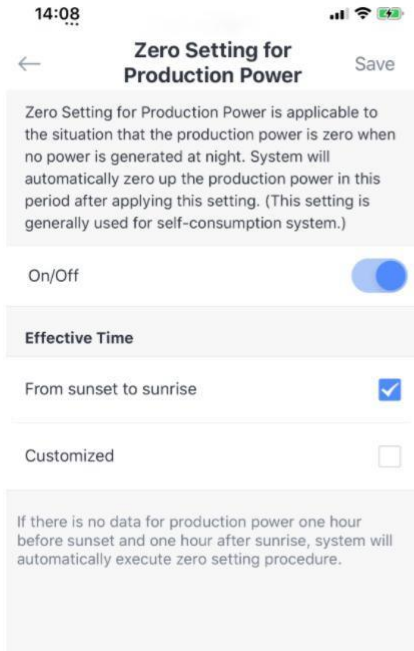 14:08
Zero Setting for
Production Power
Save
Zero Setting for Production Power is applicable to
the situation that the production power is zero when
no power is generated at night. System will
automatically zero up the production power in this
period after applying this setting. (This setting is
generally used for self-consumption system.)
On/Off
Effective Time
From sunset to sunrise
Customized
If there is no data for production power one hour
before sunset and one hour after sunrise, system will
automatically execute zero setting procedure.